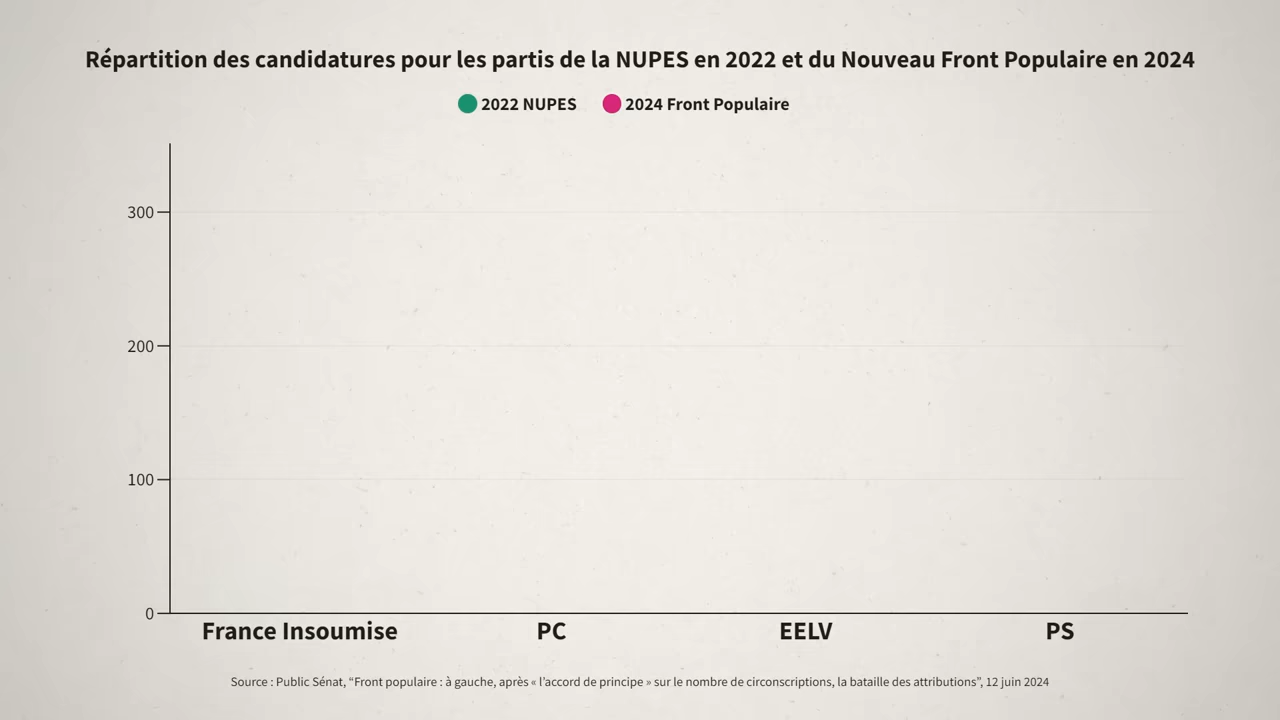 Répartition des candidatures pour les partis de la NUPES en 2022 et du Nouveau Front Populaire en 2024
2022 NUPES 2024 Front Populaire
300
200
100
0
France Insoumise PC EELV PS
Source : Public Sénat, “Front populaire : à gauche, après « l’accord de principe » sur le nombre de circonscriptions, la bataille des attributions”, 12 juin 2024